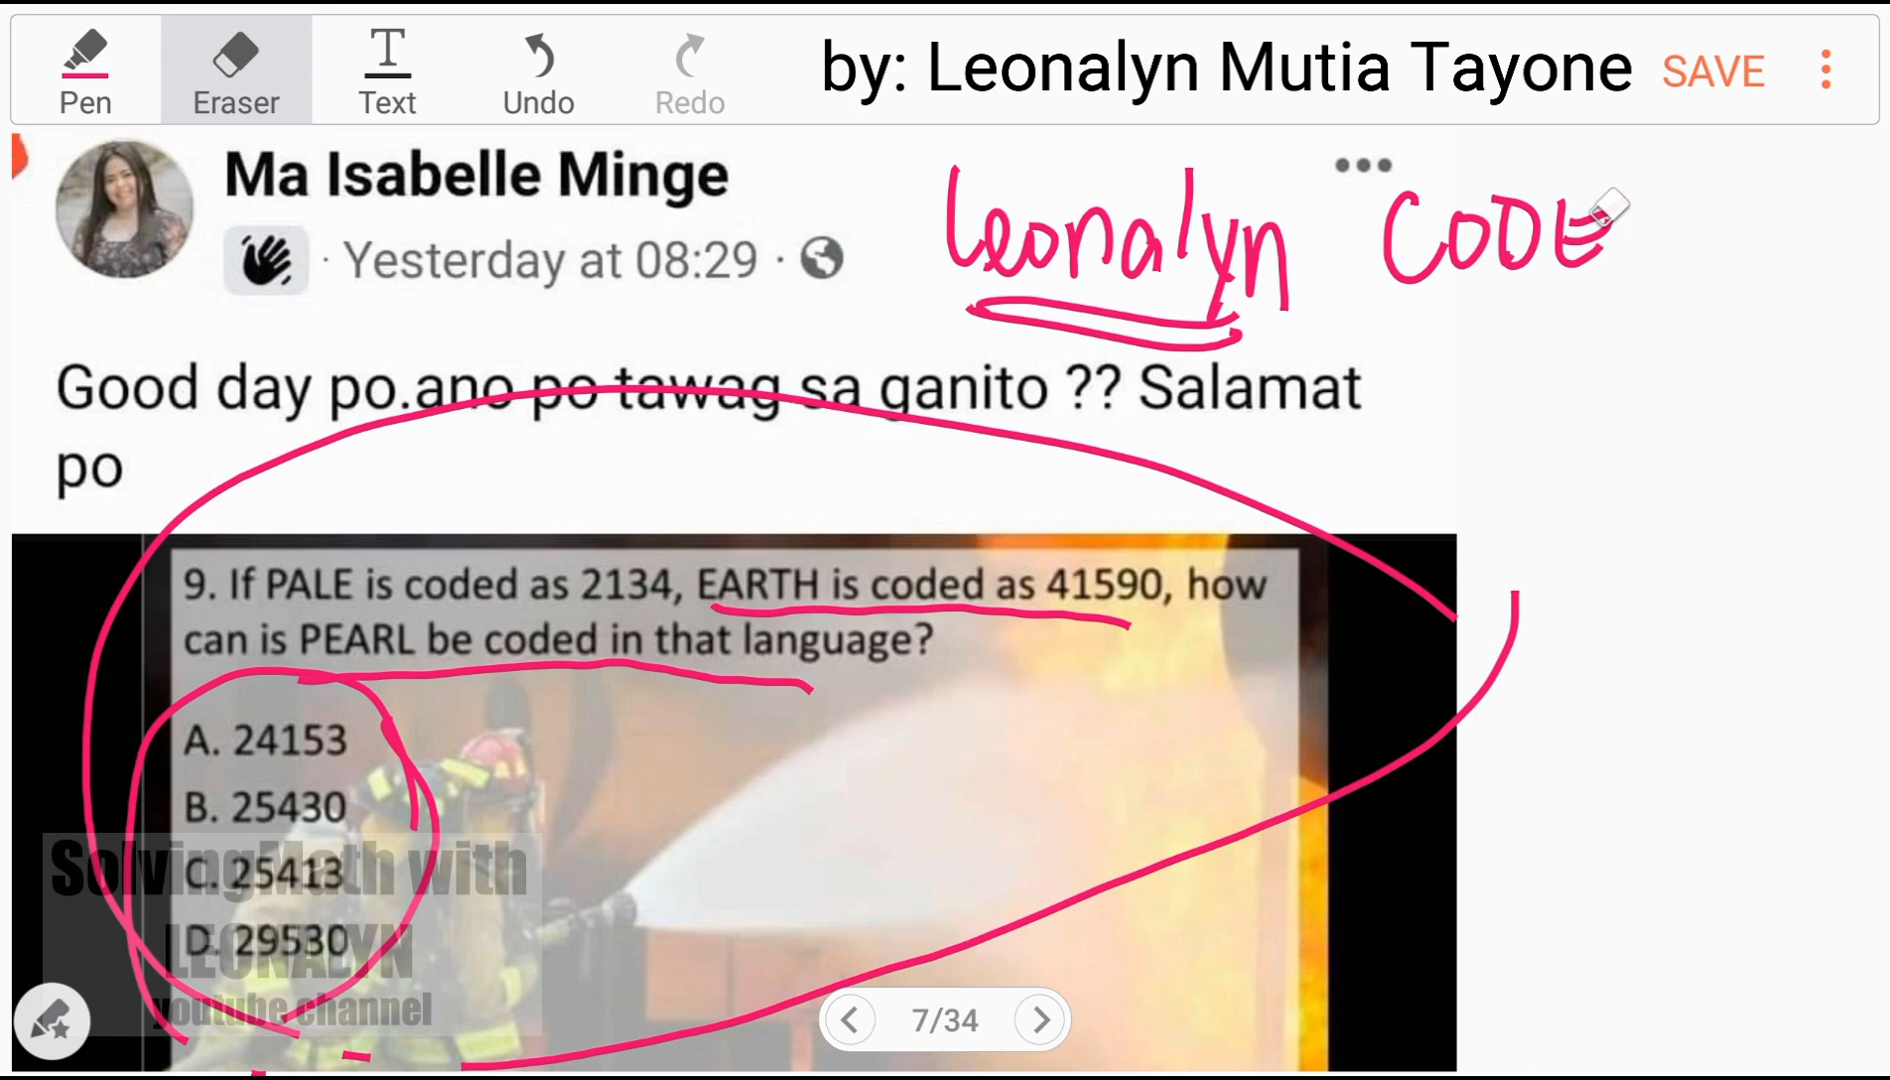 Pen
Eraser
T
Text
Undo
Redo
by: Leonalyn Mutia Tayone
SAVE
Ma Isabelle Minge
· Yesterday at 08:29 ·
Leonalyn CODE
Good day po.ano po tawag sa ganito ?? Salamat
po
9. If PALE is coded as 2134, EARTH is coded as 41590, how
can is PEARL be coded in that language?
A. 24153
B. 25430
C. 25413
D. 29530
SolvingMath with
LEONALYN
youtube channel
7/34